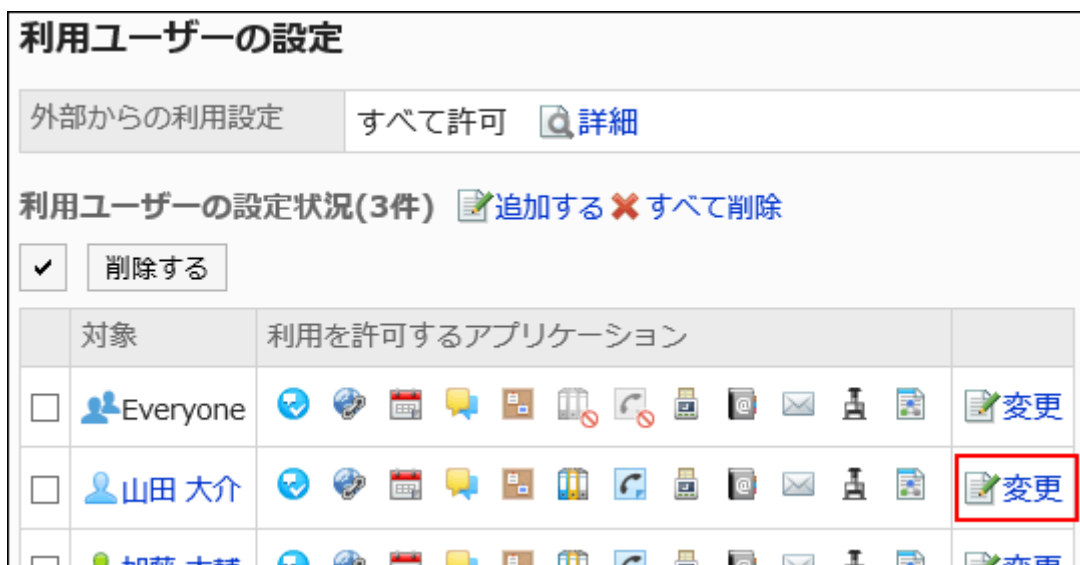 利用ユーザーの設定
外部からの利用設定 すべて許可 詳細
利用ユーザーの設定状況(3件) 追加する すべて削除
削除する
対象 利用を許可するアプリケーション
Everyone 変更
山田 大介 変更